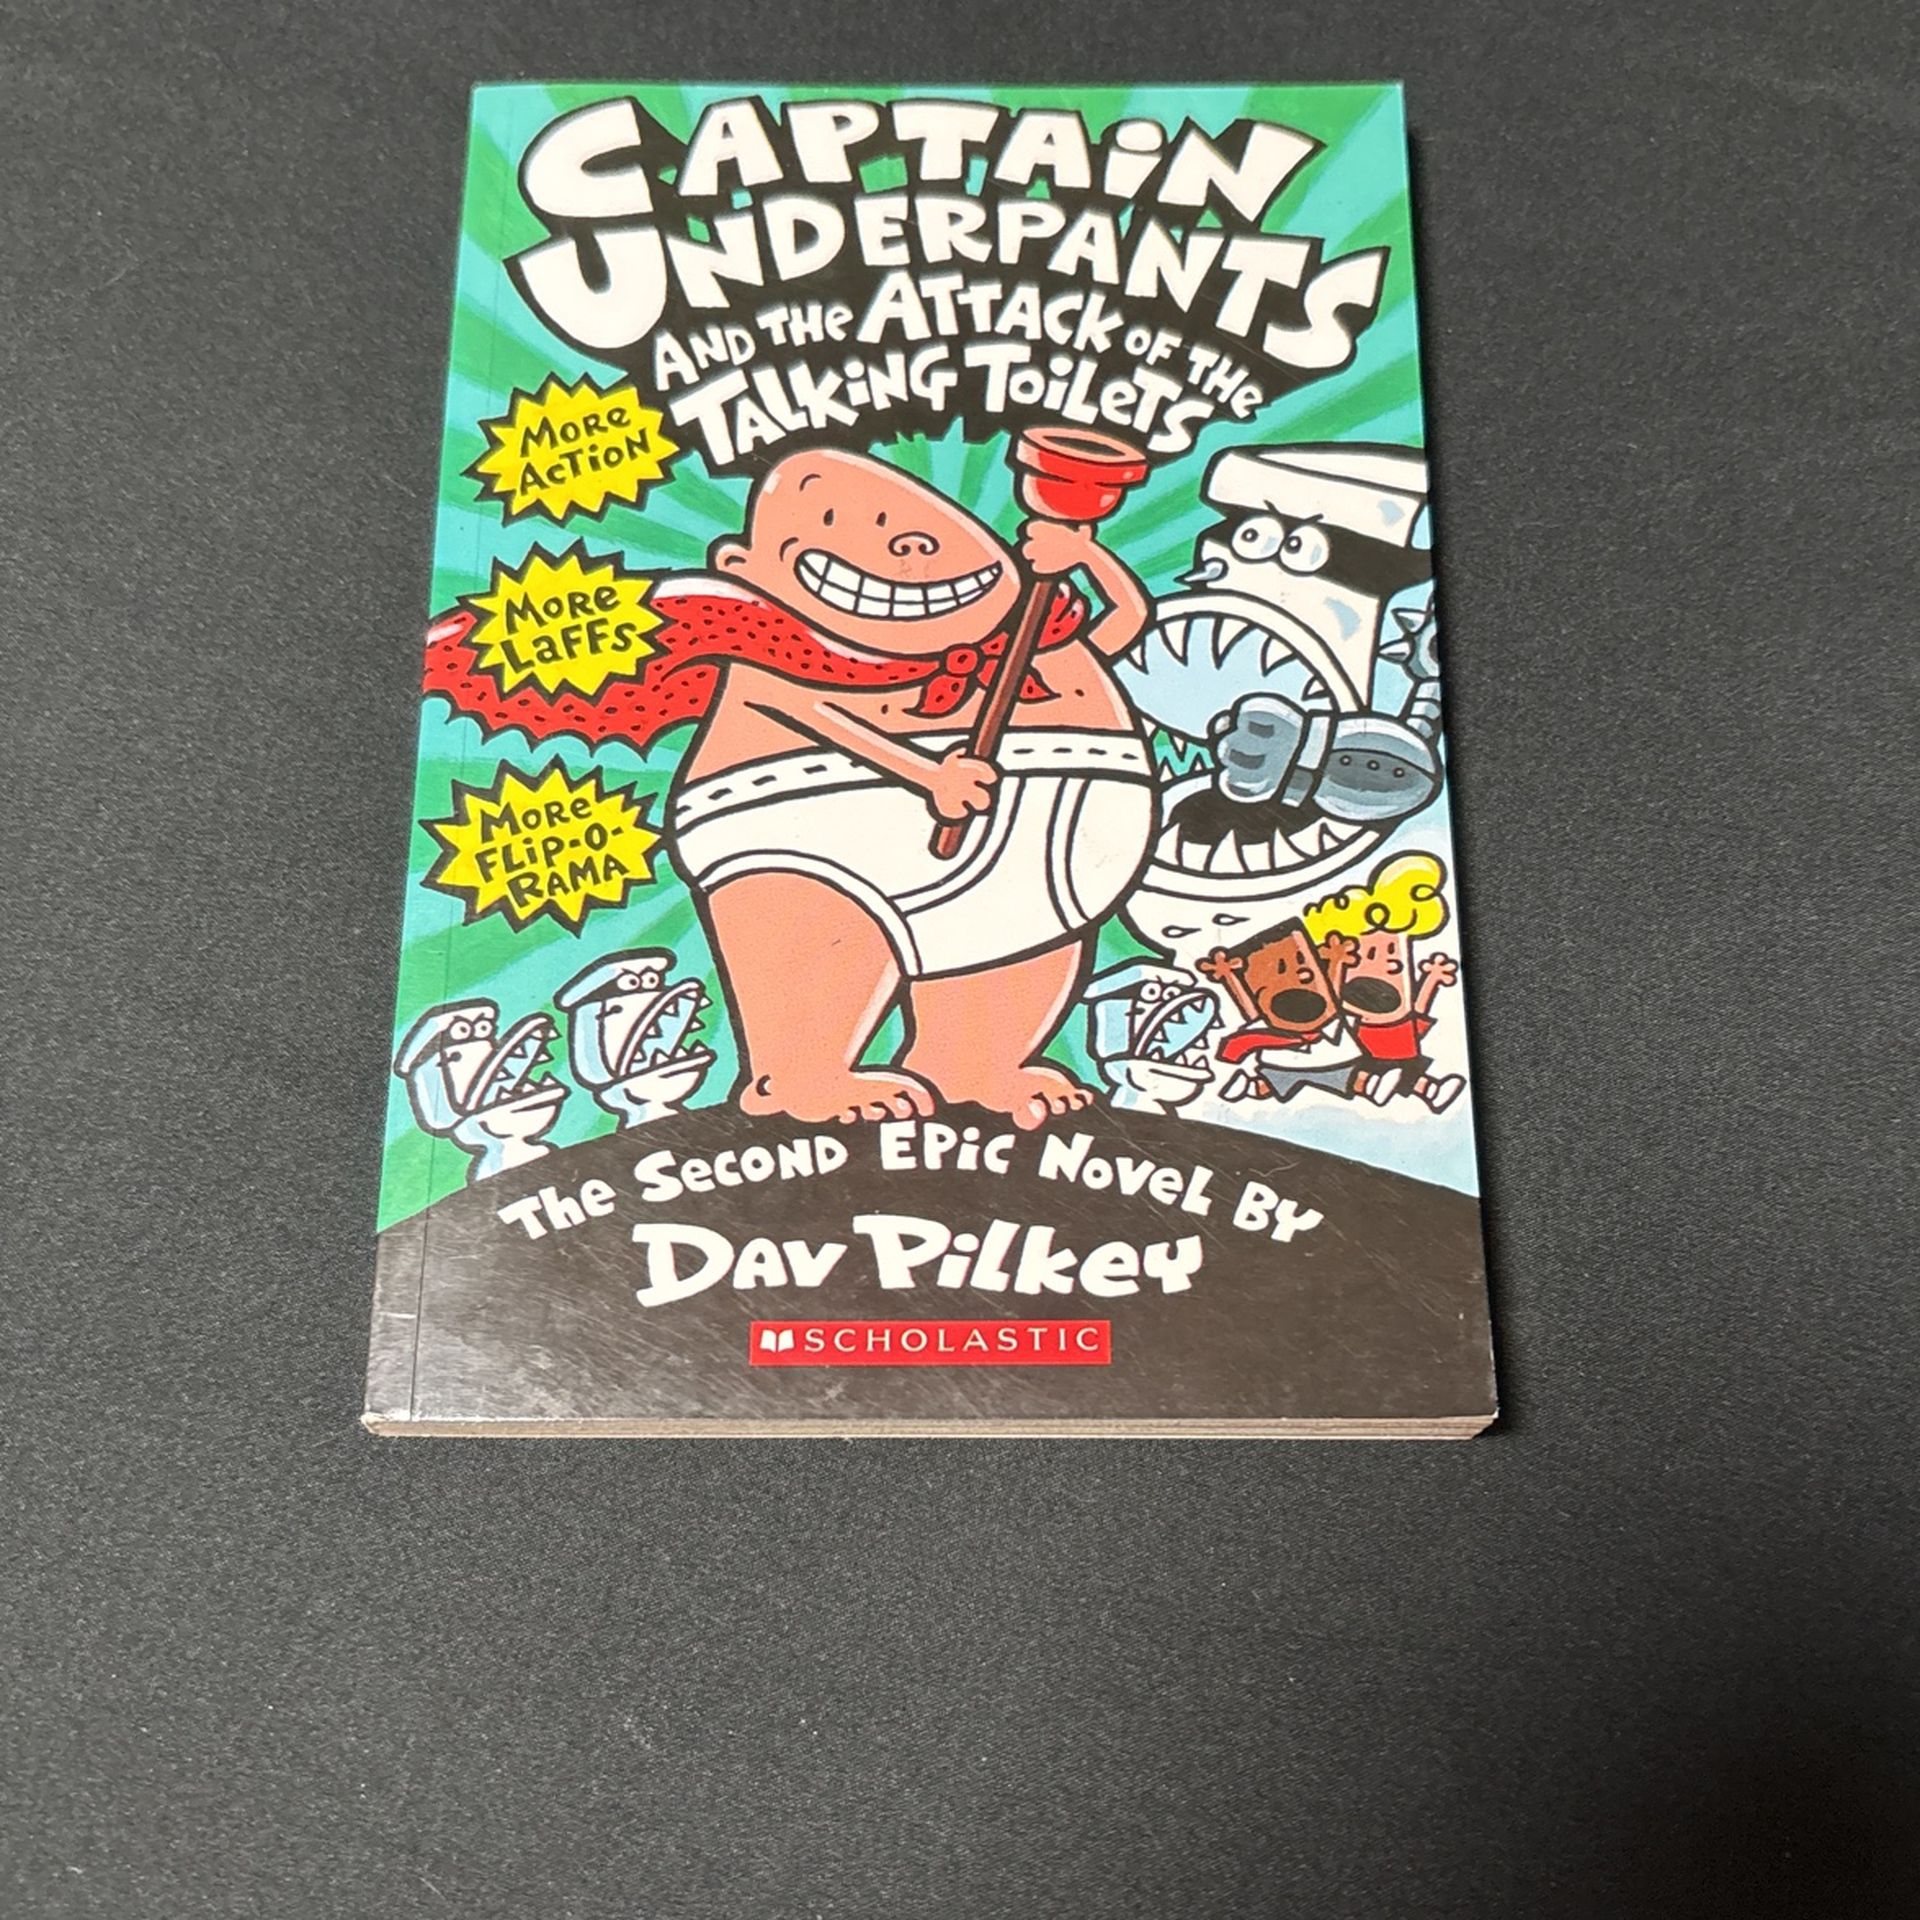 CAPTAiN
UNDERPANTS
AND THe ATTACK OF THe
TALKiNG ToiLeTS
MoRe
AcTioN
MoRe
LaFFs
MoRe
FLiP-O-
RAMA
The SecoND EPic NoveL BY
DAV PiLkey
SCHOLASTIC